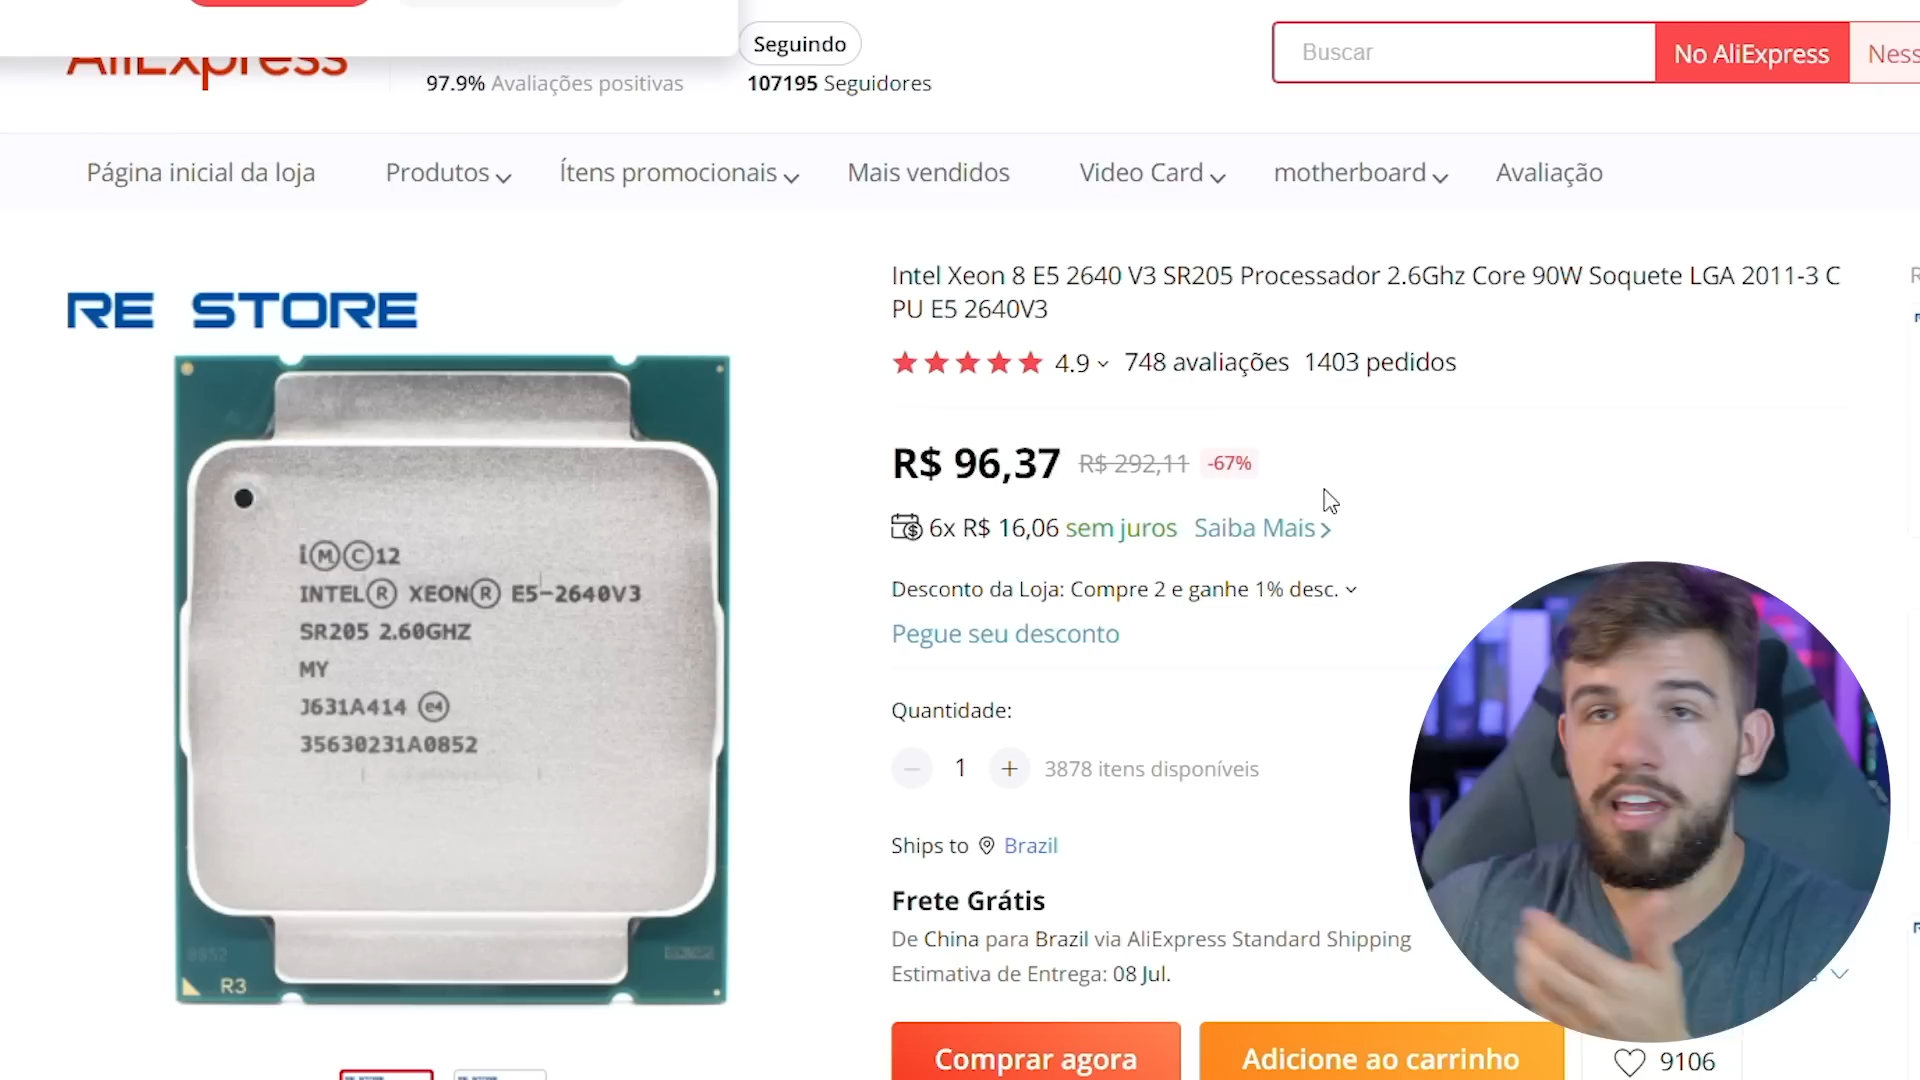 AliExpress
Seguindo
97.9% Avaliações positivas
107195 Seguidores
Buscar
No AliExpress
Página inicial da loja
Produtos
Ítens promocionais
Mais vendidos
Video Card
motherboard
Avaliação
RE STORE
i Ⓜ Ⓒ 12
INTEL® XEON® E5-2640V3
SR205 2.60GHZ
MY
J631A414 e4
35630231A0852
R3
Intel Xeon 8 E5 2640 V3 SR205 Processador 2.6Ghz Core 90W Soquete LGA 2011-3 C
PU E5 2640V3
4.9 748 avaliações 1403 pedidos
R$ 96,37 R$ 292,11 -67%
6x R$ 16,06 sem juros Saiba Mais
Desconto da Loja: Compre 2 e ganhe 1% desc.
Pegue seu desconto
Quantidade:
1 3878 itens disponíveis
Ships to Brazil
Frete Grátis
De China para Brazil via AliExpress Standard Shipping
Estimativa de Entrega: 08 Jul.
Comprar agora
Adicione ao carrinho
9106